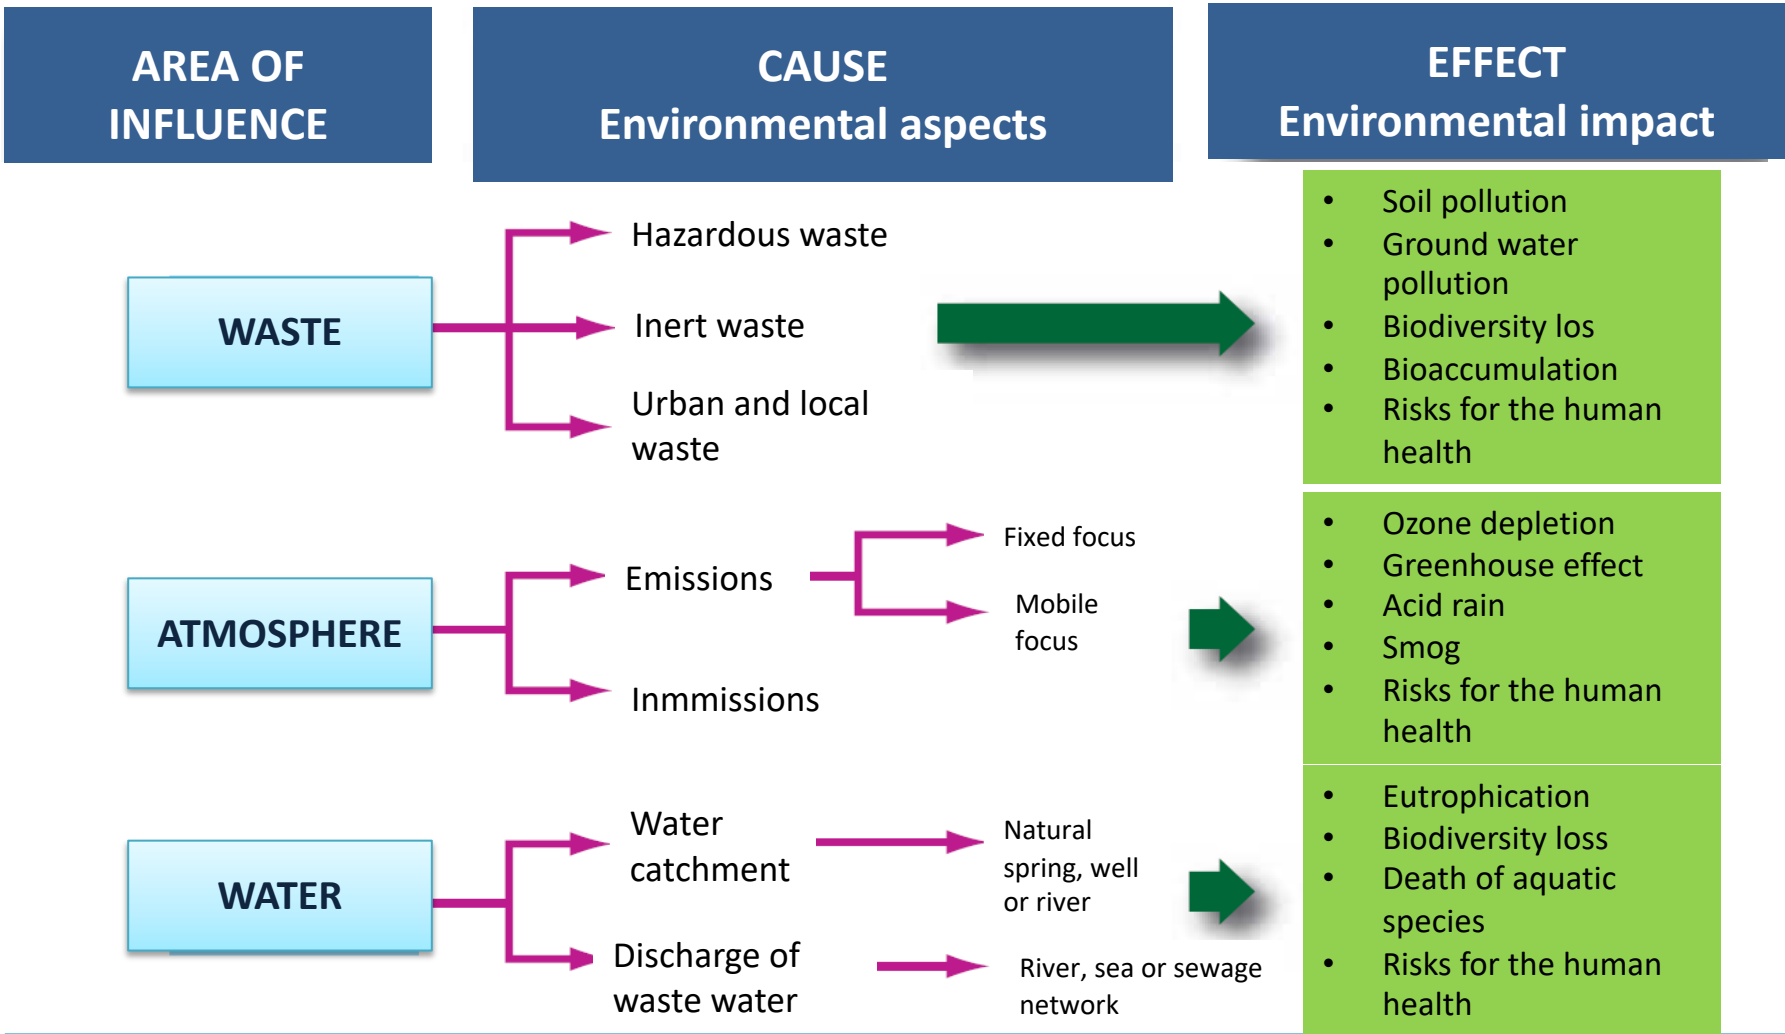 AREA OF
INFLUENCE
CAUSE
Environmental aspects
EFFECT
Environmental impact
WASTE
Hazardous waste
Inert waste
Urban and local
waste
• Soil pollution
• Ground water
pollution
• Biodiversity los
• Bioaccumulation
• Risks for the human
health
ATMOSPHERE
Emissions
Fixed focus
Mobile
focus
Inmmissions
• Ozone depletion
• Greenhouse effect
• Acid rain
• Smog
• Risks for the human
health
WATER
Water
catchment
Natural
spring, well
or river
Discharge of
waste water
River, sea or sewage
network
• Eutrophication
• Biodiversity loss
• Death of aquatic
species
• Risks for the human
health